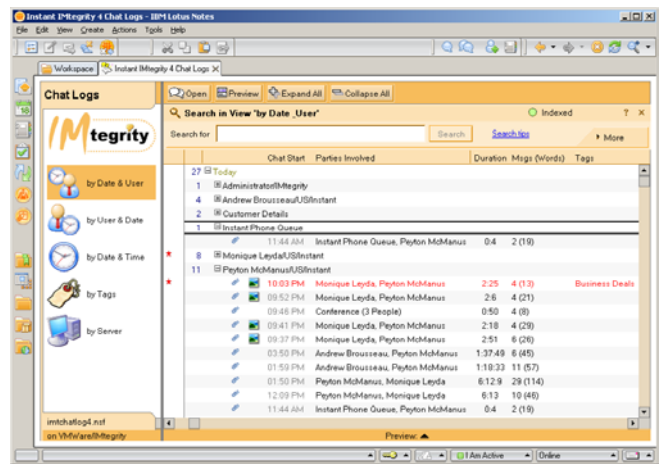 Instant IMtegrity 4 Chat Logs - IBM Lotus Notes
File Edit View Create Actions Tools Help
Workspace Instant IMtegrity 4 Chat Logs
Chat Logs
Open Preview Expand All Collapse All
Search in View 'by Date _User' Indexed ? ×
IMtegrity
Search for Search Search tips More
Chat Start Parties Involved Duration Msgs (Words) Tags
27 Today
1 Administrator/IMtegrity
by Date & User
4 Andrew Brousseau/US/Instant
2 Customer Details
by User & Date
1 Instant Phone Queue
11:44 AM Instant Phone Queue, Peyton McManus 0:4 2 (19)
by Date & Time
* 8 Monique Leyda/US/Instant
11 Peyton McManus/US/Instant
* 10:03 PM Monique Leyda, Peyton McManus 2:25 4 (13) Business Deals
by Tags
09:52 PM Monique Leyda, Peyton McManus 2:6 4 (21)
09:46 PM Conference (3 People) 0:50 4 (8)
by Server
09:41 PM Monique Leyda, Peyton McManus 2:18 4 (29)
09:37 PM Monique Leyda, Peyton McManus 2:51 6 (26)
03:50 PM Andrew Brousseau, Peyton McManus 1:37:49 6 (45)
01:59 PM Andrew Brousseau, Peyton McManus 1:18:33 11 (57)
01:50 PM Peyton McManus, Monique Leyda 6:12:9 29 (114)
12:09 PM Peyton McManus, Monique Leyda 6:13 10 (46)
11:44 AM Instant Phone Queue, Peyton McManus 0:4 2 (19)
imtchatlog4.nsf
on VMWare/IMtegrity
Preview:
I Am Active Online